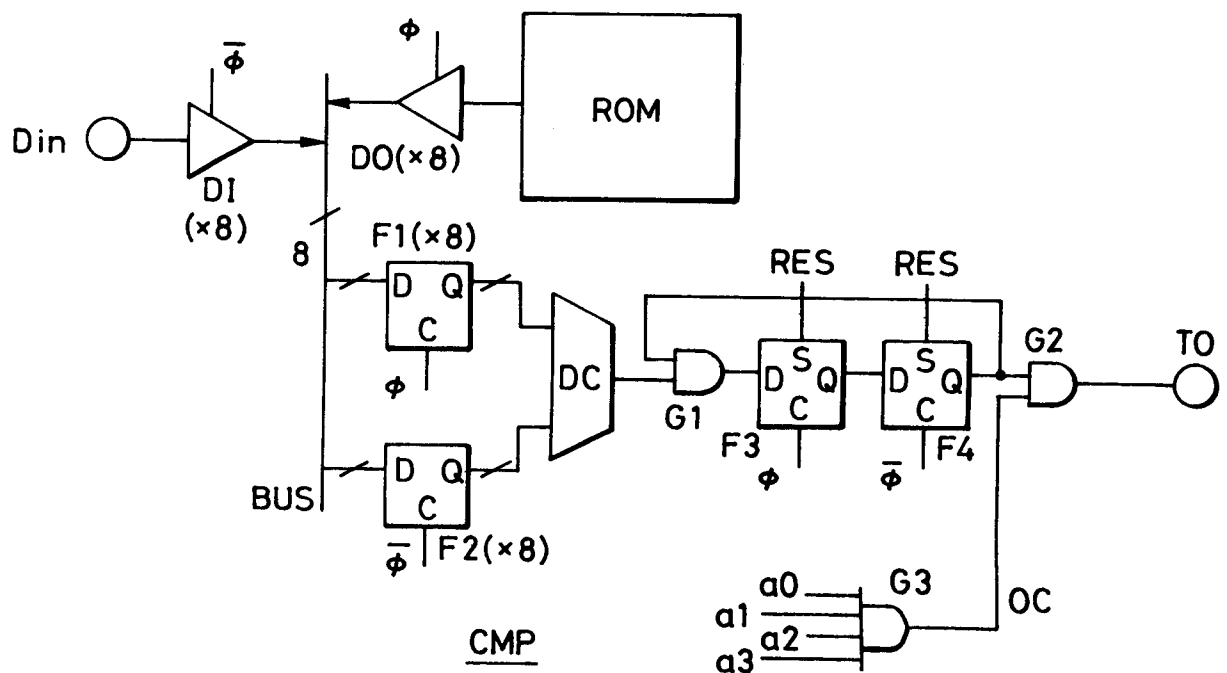 ϕ
ϕ̅
Din
ROM
DO(×8)
DI
(×8)
8
F1(×8)
D Q
C
ϕ
RES
RES
G2
TO
DC
G1
D S Q
C
F3
ϕ
D S Q
C
F4
ϕ̅
BUS
D Q
C
ϕ̅
F2(×8)
a0
a1
a2
a3
G3
OC
CMP